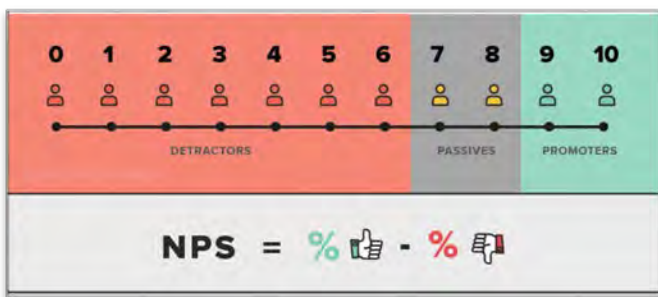 0 1 2 3 4 5 6 7 8 9 10
DETRACTORS PASSIVES PROMOTERS
NPS = % - %